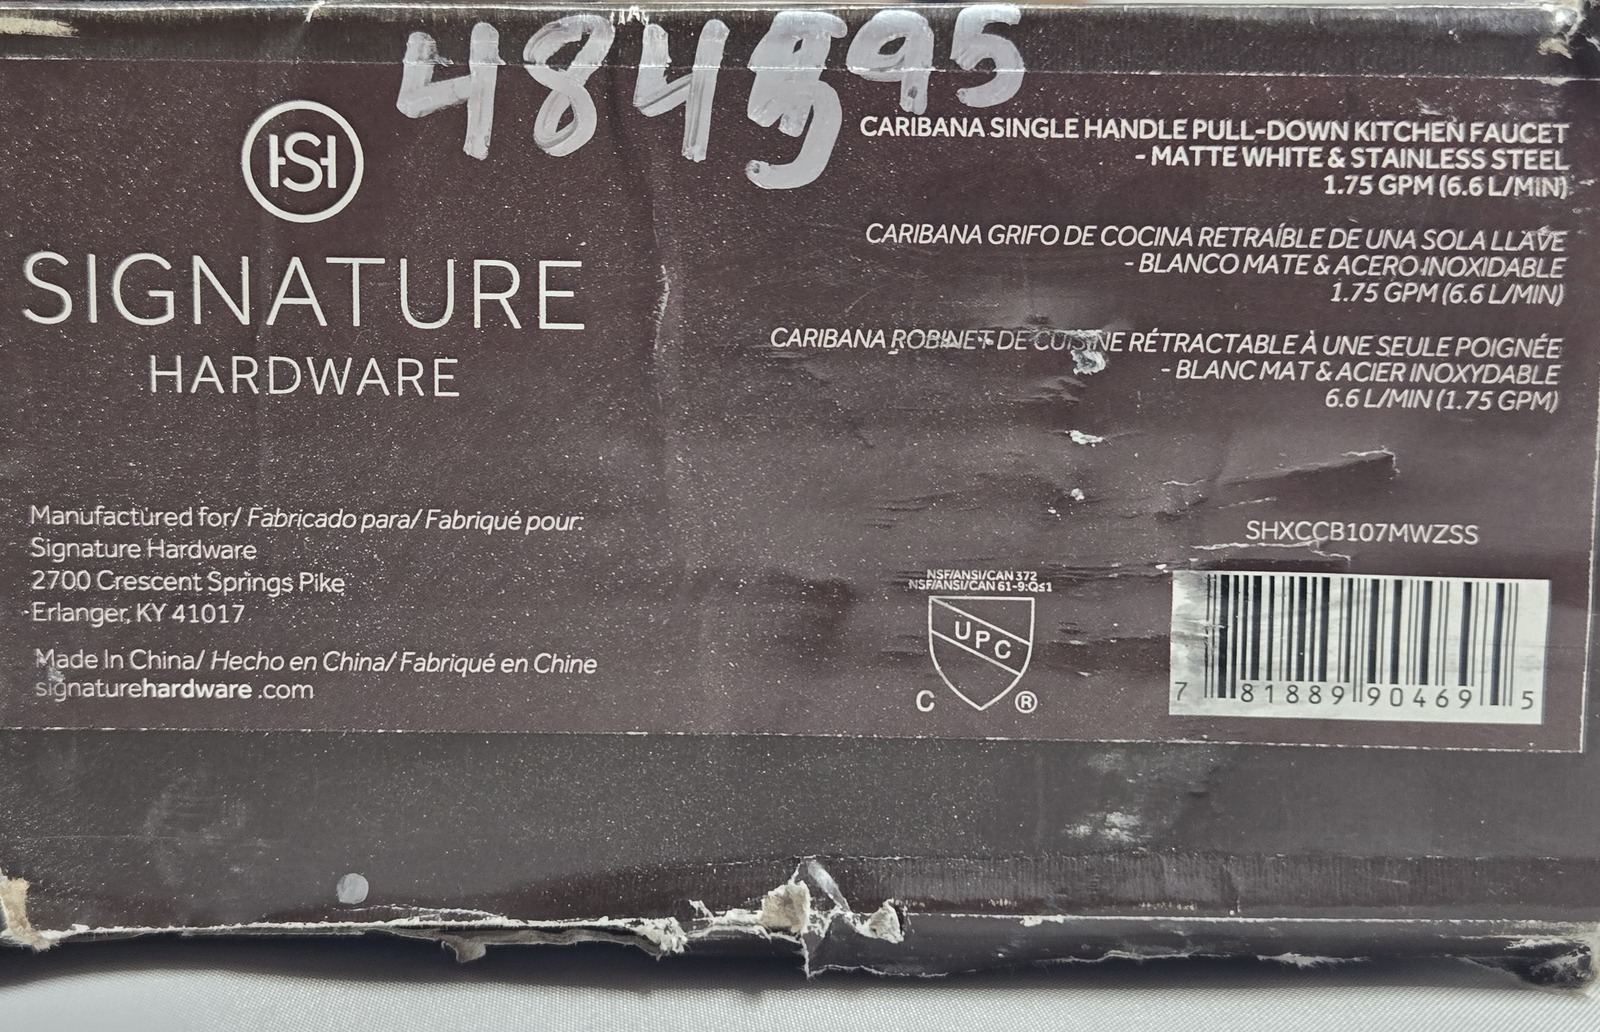 484995
HSH
SIGNATURE
HARDWARE
CARIBANA SINGLE HANDLE PULL-DOWN KITCHEN FAUCET
- MATTE WHITE & STAINLESS STEEL
1.75 GPM (6.6 L/MIN)
CARIBANA GRIFO DE COCINA RETRAÍBLE DE UNA SOLA LLAVE
- BLANCO MATE & ACERO INOXIDABLE
1.75 GPM (6.6 L/MIN)
CARIBANA ROBINET DE CUISINE RÉTRACTABLE À UNE SEULE POIGNÉE
- BLANC MAT & ACIER INOXYDABLE
6.6 L/MIN (1.75 GPM)
Manufactured for/ Fabricado para/ Fabriqué pour:
Signature Hardware
2700 Crescent Springs Pike
Erlanger, KY 41017
Made In China/ Hecho en China/ Fabriqué en Chine
signaturehardware.com
NSF/ANSI/CAN 372
NSF/ANSI/CAN 61-9:Q≤1
UPC
C ®
SHXCCB107MWZSS
7 81889 90469 5